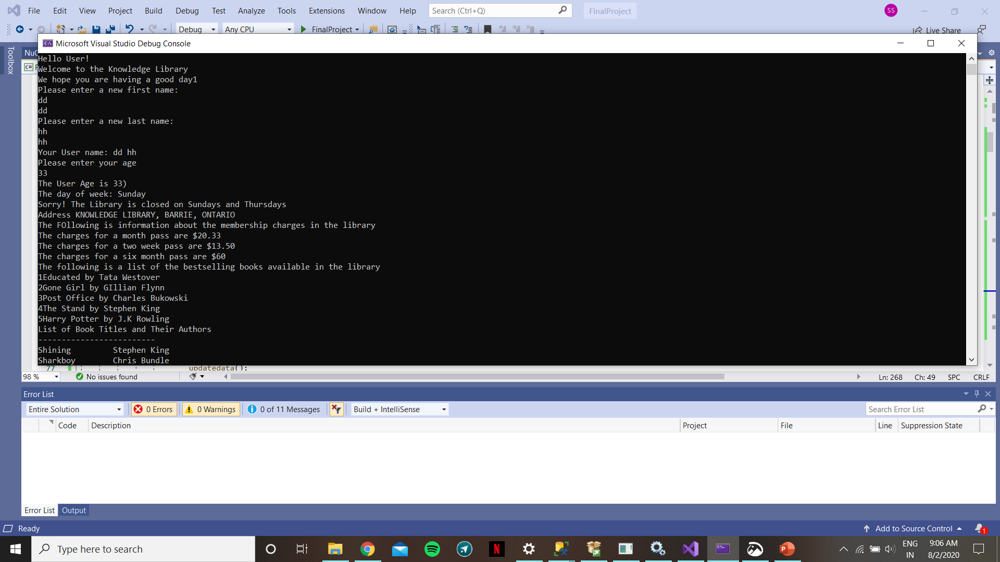 File Edit View Project Build Debug Test Analyze Tools Extensions Window Help Search (Ctrl+Q) FinalProject SS
Debug Any CPU FinalProject Live Share
Toolbox
Microsoft Visual Studio Debug Console
Hello User!
Welcome to the Knowledge Library
We hope you are having a good day1
Please enter a new first name:
dd
dd
Please enter a new last name:
hh
hh
Your User name: dd hh
Please enter your age
33
The User Age is 33)
The day of week: Sunday
Sorry! The Library is closed on Sundays and Thursdays
Address KNOWLEDGE LIBRARY, BARRIE, ONTARIO
The FOllowing is information about the membership charges in the library
The charges for a month pass are $20.33
The charges for a two week pass are $13.50
The charges for a six month pass are $60
The following is a list of the bestselling books available in the library
1Educated by Tata Westover
2Gone Girl by GIllian Flynn
3Post Office by Charles Bukowski
4The Stand by Stephen King
5Harry Potter by J.K Rowling
List of Book Titles and Their Authors
-------------------------
Shining Stephen King
Sharkboy Chris Bundle
77 updatedata();
98 % No issues found Ln: 268 Ch: 49 SPC CRLF
Error List
Entire Solution 0 Errors 0 Warnings 0 of 11 Messages Build + IntelliSense Search Error List
Code Description Project File Line Suppression State
Error List Output
Ready Add to Source Control 1
Type here to search ENG 9:06 AM
IN 8/2/2020